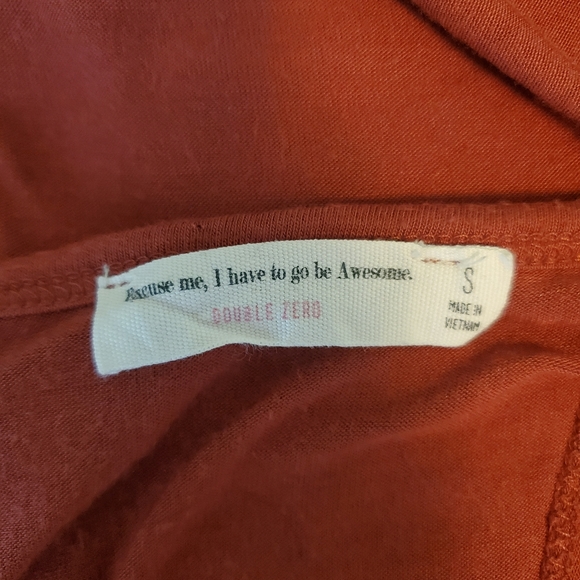 Excuse me, I have to go be Awesome.
DOUBLE ZERO
S
MADE IN
VIETNAM